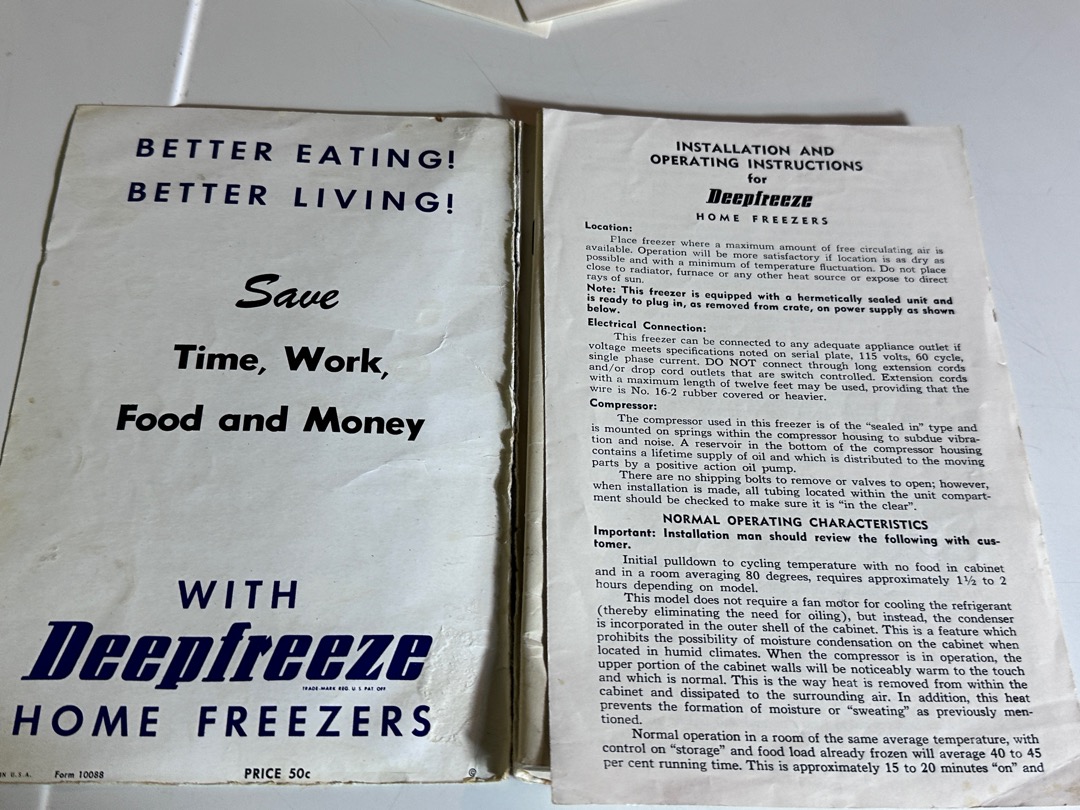 BETTER EATING!
BETTER LIVING!
Save
Time, Work,
Food and Money
WITH
Deepfreeze
TRADE-MARK REG. U. S. PAT. OFF
HOME FREEZERS
IN U.S.A. Form 10088 PRICE 50c ©
INSTALLATION AND
OPERATING INSTRUCTIONS
for
Deepfreeze
HOME FREEZERS
Location:
Place freezer where a maximum amount of free circulating air is
available. Operation will be more satisfactory if location is as dry as
possible and with a minimum of temperature fluctuation. Do not place
close to radiator, furnace or any other heat source or expose to direct
rays of sun.
Note: This freezer is equipped with a hermetically sealed unit and
is ready to plug in, as removed from crate, on power supply as shown
below.
Electrical Connection:
This freezer can be connected to any adequate appliance outlet if
voltage meets specifications noted on serial plate, 115 volts, 60 cycle,
single phase current. DO NOT connect through long extension cords
and/or drop cord outlets that are switch controlled. Extension cords
with a maximum length of twelve feet may be used, providing that the
wire is No. 16-2 rubber covered or heavier.
Compressor:
The compressor used in this freezer is of the "sealed in" type and
is mounted on springs within the compressor housing to subdue vibra-
tion and noise. A reservoir in the bottom of the compressor housing
contains a lifetime supply of oil and which is distributed to the moving
parts by a positive action oil pump.
There are no shipping bolts to remove or valves to open; however,
when installation is made, all tubing located within the unit compart-
ment should be checked to make sure it is "in the clear".
NORMAL OPERATING CHARACTERISTICS
Important: Installation man should review the following with cus-
tomer.
Initial pulldown to cycling temperature with no food in cabinet
and in a room averaging 80 degrees, requires approximately 1½ to 2
hours depending on model.
This model does not require a fan motor for cooling the refrigerant
(thereby eliminating the need for oiling), but instead, the condenser
is incorporated in the outer shell of the cabinet. This is a feature which
prohibits the possibility of moisture condensation on the cabinet when
located in humid climates. When the compressor is in operation, the
upper portion of the cabinet walls will be noticeably warm to the touch
and which is normal. This is the way heat is removed from within the
cabinet and dissipated to the surrounding air. In addition, this heat
prevents the formation of moisture or "sweating" as previously men-
tioned.
Normal operation in a room of the same average temperature, with
control on "storage" and food load already frozen will average 40 to 45
per cent running time. This is approximately 15 to 20 minutes "on" and